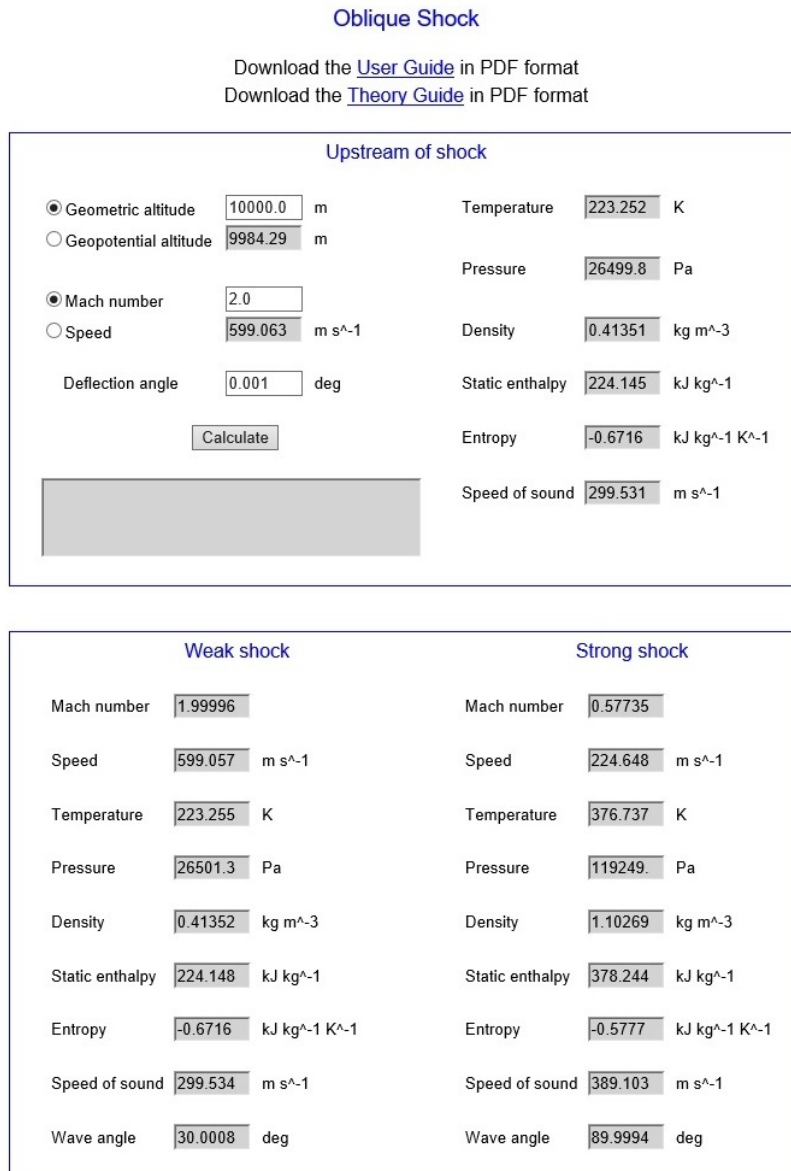 Oblique Shock
Download the User Guide in PDF format
Download the Theory Guide in PDF format
Upstream of shock
Geometric altitude 10000.0 m
Geopotential altitude 9984.29 m
Mach number 2.0
Speed 599.063 m s^-1
Deflection angle 0.001 deg
Calculate
Temperature 223.252 K
Pressure 26499.8 Pa
Density 0.41351 kg m^-3
Static enthalpy 224.145 kJ kg^-1
Entropy -0.6716 kJ kg^-1 K^-1
Speed of sound 299.531 m s^-1
Weak shock
Mach number 1.99996
Speed 599.057 m s^-1
Temperature 223.255 K
Pressure 26501.3 Pa
Density 0.41352 kg m^-3
Static enthalpy 224.148 kJ kg^-1
Entropy -0.6716 kJ kg^-1 K^-1
Speed of sound 299.534 m s^-1
Wave angle 30.0008 deg
Strong shock
Mach number 0.57735
Speed 224.648 m s^-1
Temperature 376.737 K
Pressure 119249. Pa
Density 1.10269 kg m^-3
Static enthalpy 378.244 kJ kg^-1
Entropy -0.5777 kJ kg^-1 K^-1
Speed of sound 389.103 m s^-1
Wave angle 89.9994 deg